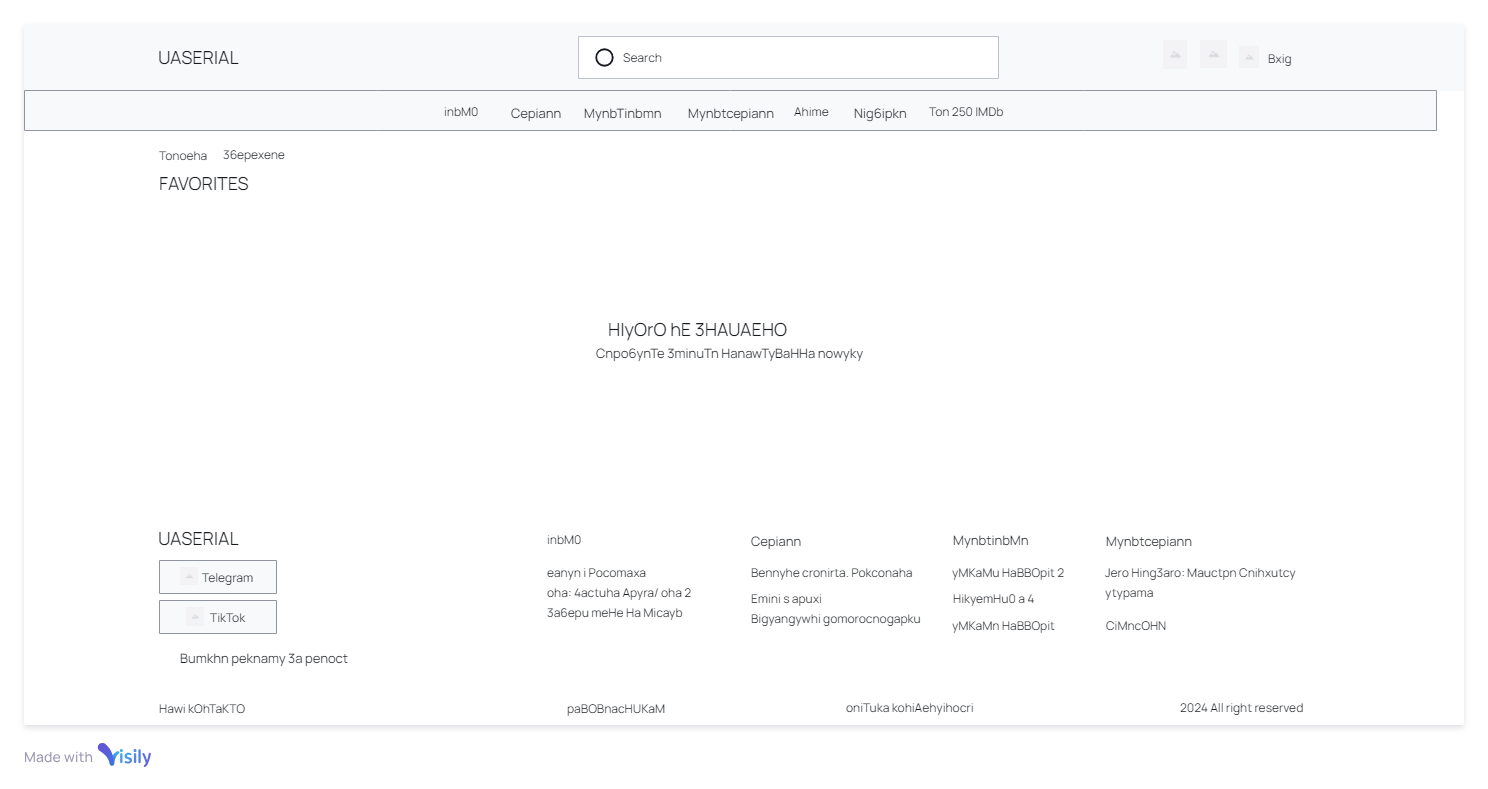 UASERIAL
Search
Bxig
inbM0 Cepiann MynbTinbmn Mynbtcepiann Ahime Nig6ipkn Ton 250 IMDb
Tonoeha 36epexene
FAVORITES
HIyOrO hE 3HAUAEHO
Cnpo6ynTe 3minuTn HanawTyBaHHa nowyky
UASERIAL
Telegram
TikTok
Bumkhn peknamy 3a penoct
inbM0
eanyn i Pocomaxa
oha: 4actuha Apyra/ oha 2
3a6epu meHe Ha Micayb
Cepiann
Bennyhe cronirta. Pokconaha
Emini s apuxi
Bigyangywhi gomorocnogapku
MynbtinbMn
yMKaMu HaBBOpit 2
HikyemHu0 a 4
yMKaMn HaBBOpit
Mynbtcepiann
Jero Hing3aro: Mauctpn Cnihxutcy
ytypama
CiMncOHN
Hawi kOhTaKTO paBOBnacHUKaM oniTuka kohiAehyihocri 2024 All right reserved
Made with Visily